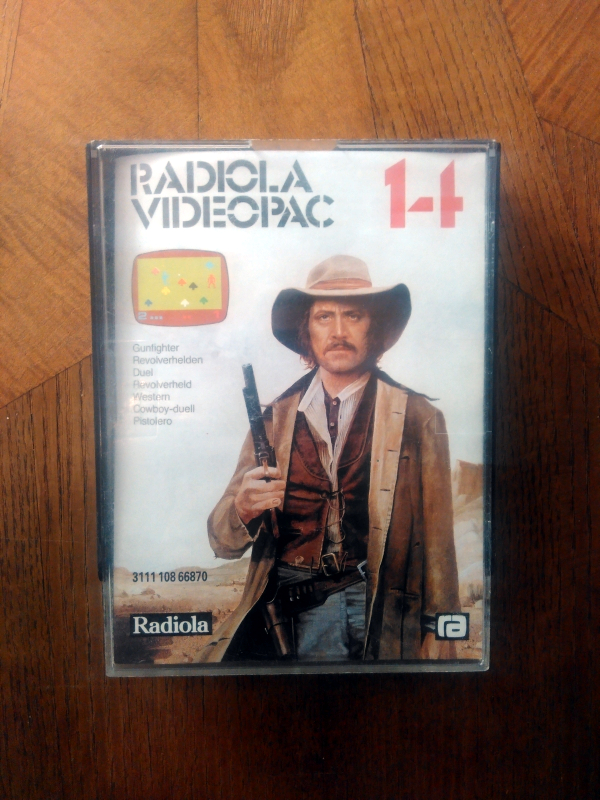 RADIOLA
VIDEOPAC
14
Gunfighter
Revolverhelden
Duel
Revolverheld
Western
Cowboy-duell
Pistolero
3111 108 66870
Radiola
ra